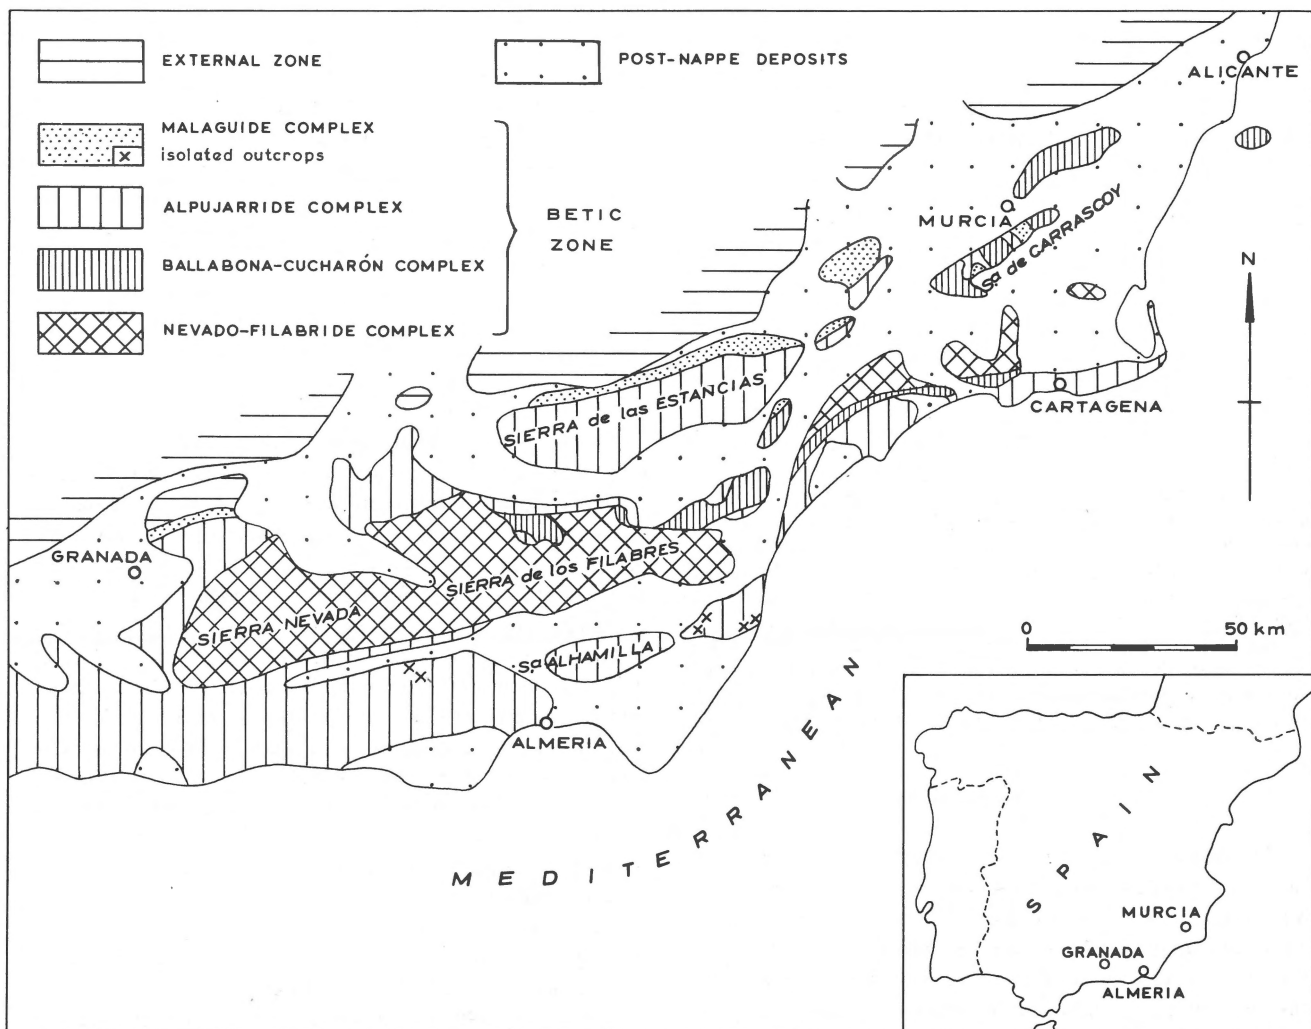 EXTERNAL ZONE
POST-NAPPE DEPOSITS
MALAGUIDE COMPLEX
isolated outcrops
ALPUJARRIDE COMPLEX
BALLABONA-CUCHARÓN COMPLEX
NEVADO-FILABRIDE COMPLEX
BETIC
ZONE
ALICANTE
MURCIA
Sª de CARRASCOY
N
CARTAGENA
SIERRA de las ESTANCIAS
GRANADA
SIERRA de los FILABRES
SIERRA NEVADA
Sª ALHAMILLA
ALMERIA
0 50 km
MEDITERRANEAN
SPAIN
MURCIA
GRANADA
ALMERIA